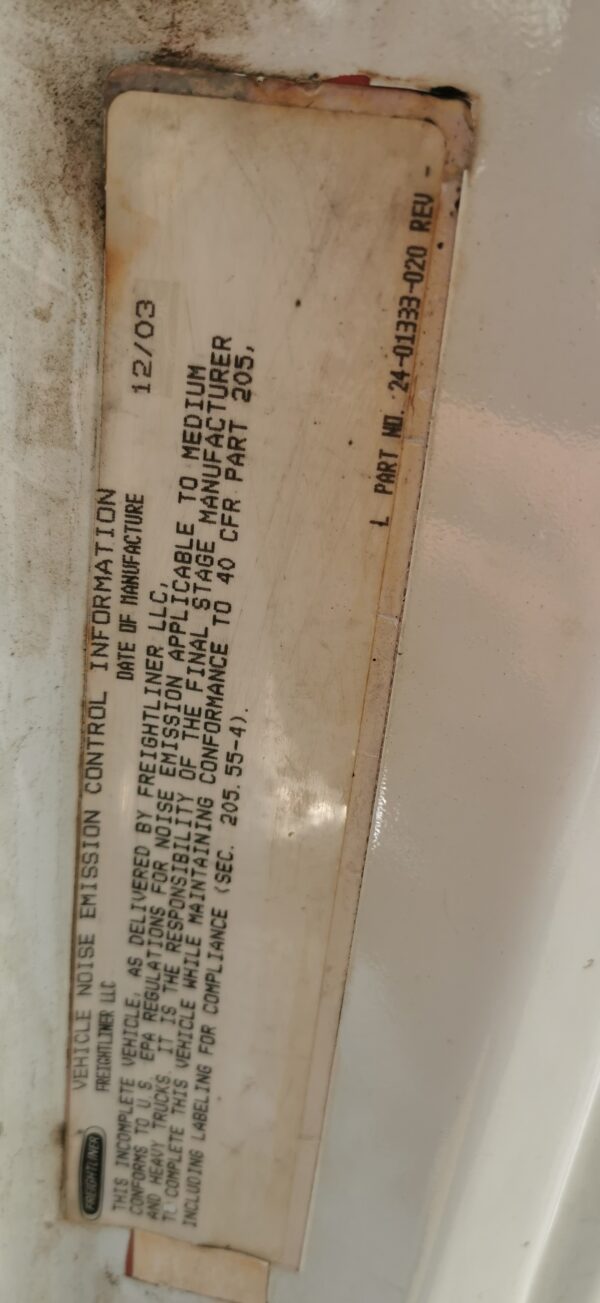 FREIGHTLINER
VEHICLE NOISE EMISSION CONTROL INFORMATION
FREIGHTLINER LLC
DATE OF MANUFACTURE
12/03
THIS INCOMPLETE VEHICLE, AS DELIVERED BY FREIGHTLINER LLC,
CONFORMS TO U.S. EPA REGULATIONS FOR NOISE EMISSION APPLICABLE TO MEDIUM
AND HEAVY TRUCKS. IT IS THE RESPONSIBILITY OF THE FINAL STAGE MANUFACTURER
COMPLETE THIS VEHICLE WHILE MAINTAINING CONFORMANCE TO 40 CFR PART 205,
INCLUDING LABELING FOR COMPLIANCE (SEC. 205.55-4).
PART NO. 24-01333-020 REV -